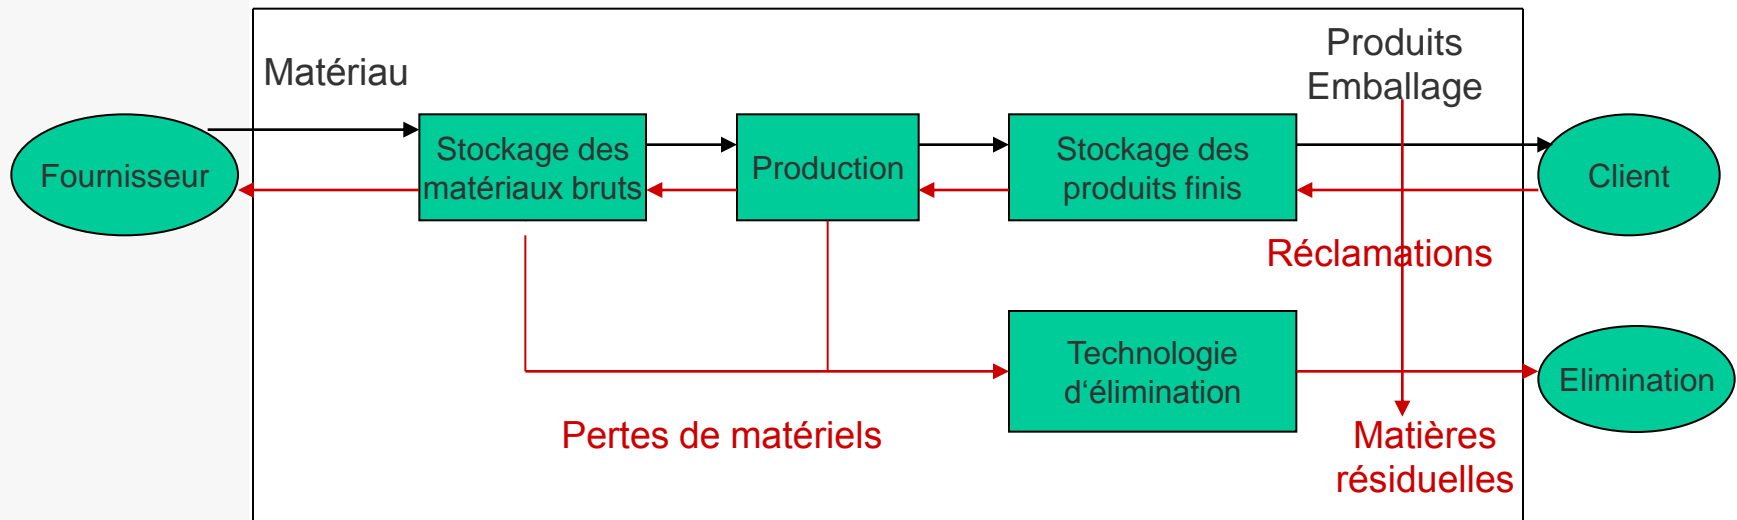 Matériau
Produits
Emballage
Fournisseur
Stockage des
matériaux bruts
Production
Stockage des
produits finis
Client
Réclamations
Technologie
d‘élimination
Elimination
Pertes de matériels
Matières
résiduelles